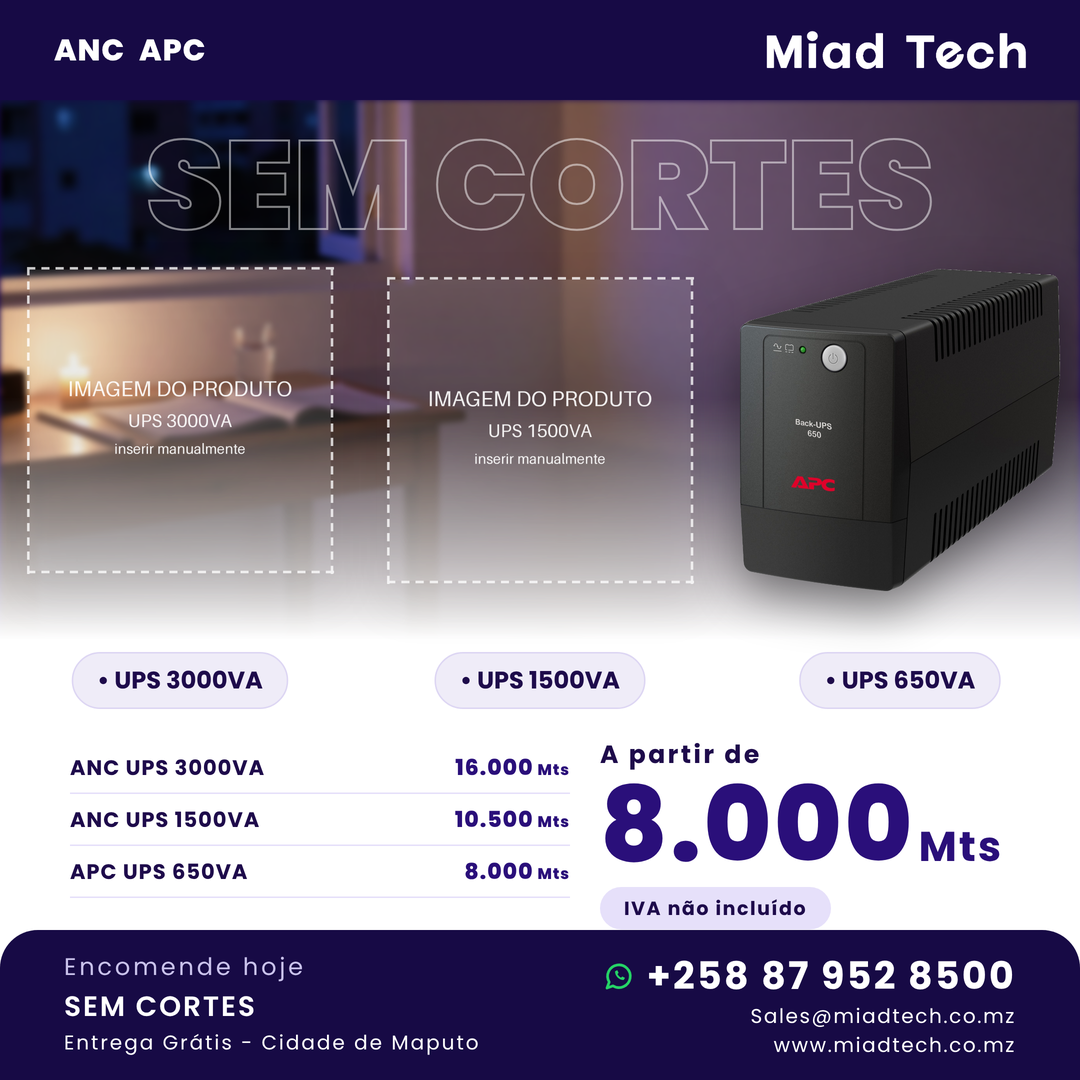 ANC APC
Miad Tech
SEM CORTES
IMAGEM DO PRODUTO
UPS 3000VA
inserir manualmente
IMAGEM DO PRODUTO
UPS 1500VA
inserir manualmente
Back-UPS
650
APC
• UPS 3000VA
• UPS 1500VA
• UPS 650VA
ANC UPS 3000VA 16.000 Mts
ANC UPS 1500VA 10.500 Mts
APC UPS 650VA 8.000 Mts
A partir de
8.000 Mts
IVA não incluído
Encomende hoje
SEM CORTES
Entrega Grátis - Cidade de Maputo
+258 87 952 8500
Sales@miadtech.co.mz
www.miadtech.co.mz